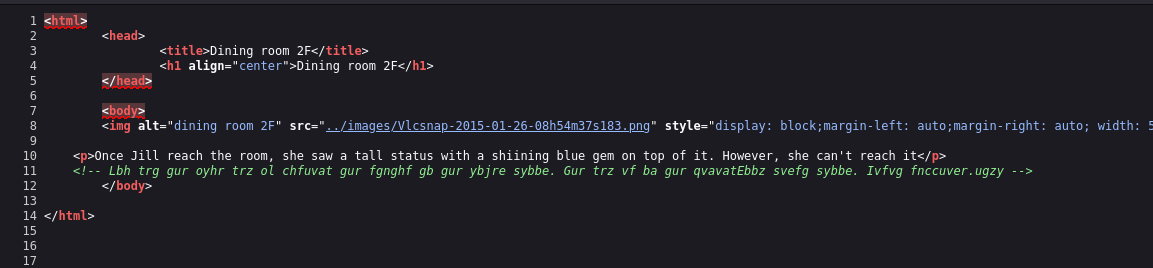 1 <html>
2 <head>
3 <title>Dining room 2F</title>
4 <h1 align="center">Dining room 2F</h1>
5 </head>
6
7 <body>
8 <img alt="dining room 2F" src="../images/Vlcsnap-2015-01-26-08h54m37s183.png" style="display: block;margin-left: auto;margin-right: auto; width: 5
9
10 <p>Once Jill reach the room, she saw a tall status with a shiining blue gem on top of it. However, she can't reach it</p>
11 <!-- Lbh trg gur oyhr trz ol chfuvat gur fgnghf gb gur ybjre sybbe. Gur trz vf ba gur qvavatEbbz svefg sybbe. Ivfvg fnccuver.ugzy -->
12 </body>
13
14 </html>
15
16
17